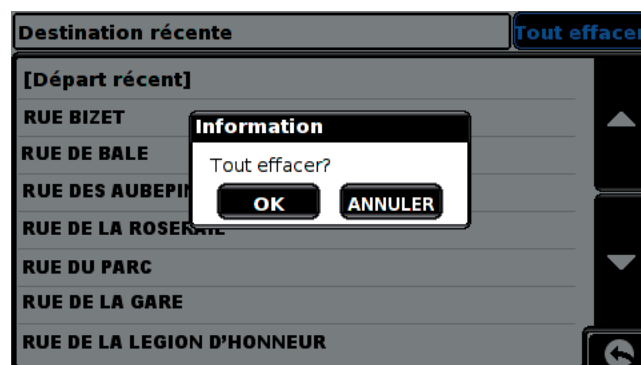 Destination récente
Tout effacer
[Départ récent]
RUE BIZET
RUE DE BALE
RUE DES
RUE DE LA ROSERAIE
RUE DU PARC
RUE DE LA GARE
RUE DE LA LEGION D'HONNEUR
Information
Tout effacer?
OK
ANNULER